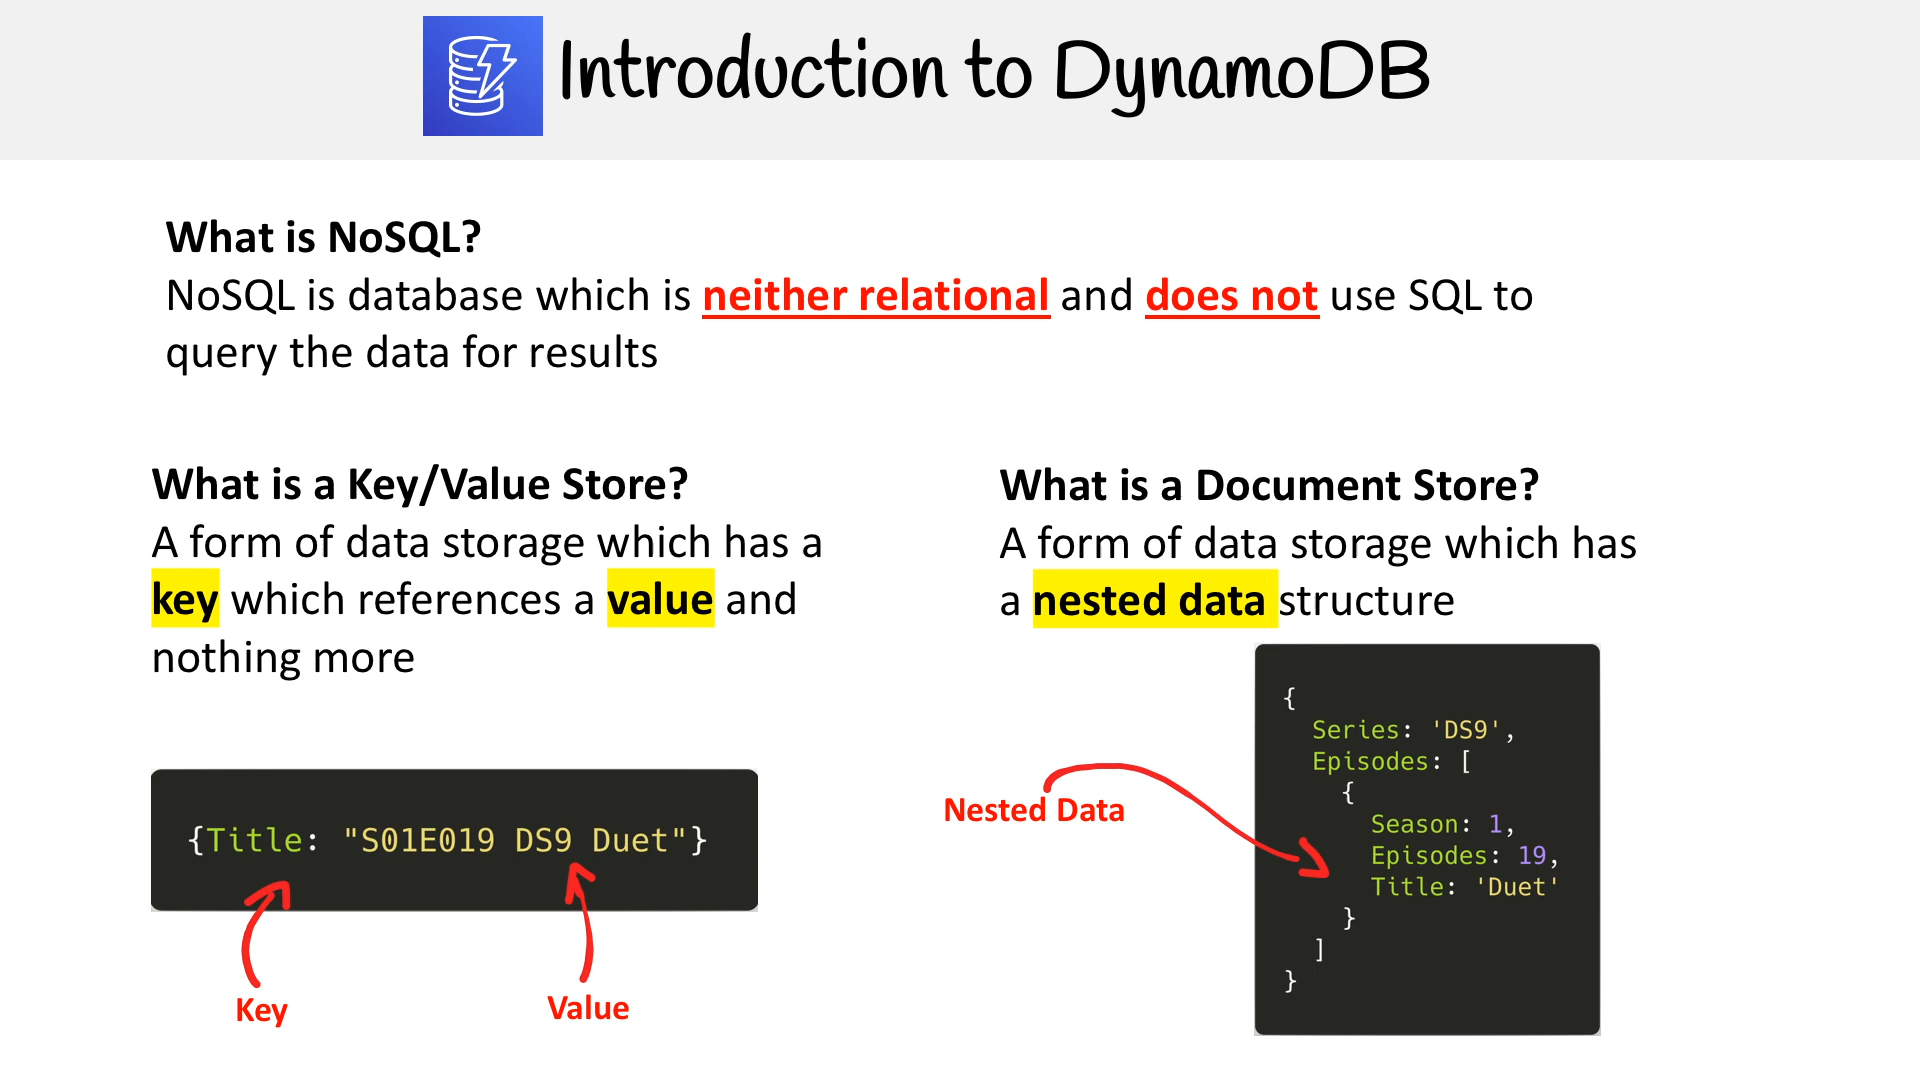 Introduction to DynamoDB
What is NoSQL?
NoSQL is database which is neither relational and does not use SQL to
query the data for results
What is a Key/Value Store?
A form of data storage which has a
key which references a value and
nothing more
{Title: "S01E019 DS9 Duet"}
Key
Value
What is a Document Store?
A form of data storage which has
a nested data structure
Nested Data
{
Series: 'DS9',
Episodes: [
{
Season: 1,
Episodes: 19,
Title: 'Duet'
}
]
}